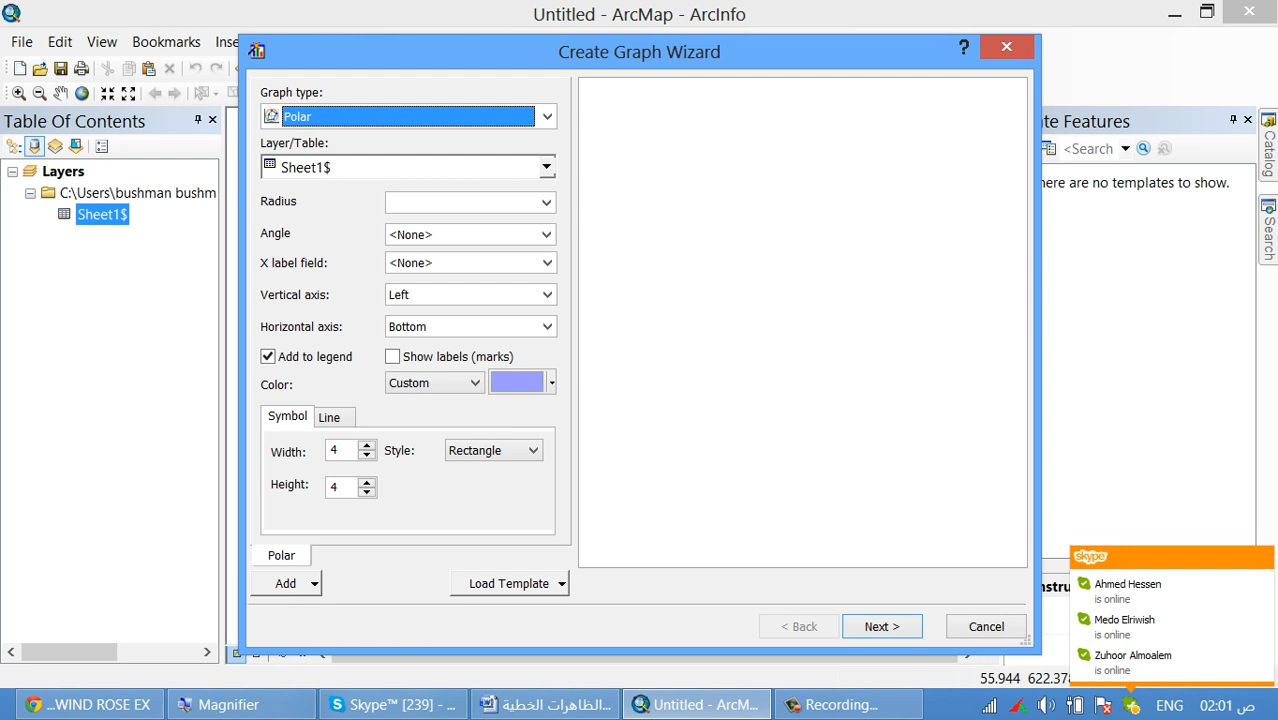 Untitled - ArcMap - ArcInfo
File Edit View Bookmarks Inse
Create Graph Wizard
?
Table Of Contents
Layers
C:\Users\bushman bushm
Sheet1$
Graph type:
Polar
Layer/Table:
Sheet1$
Radius
Angle <None>
X label field: <None>
Vertical axis: Left
Horizontal axis: Bottom
Add to legend Show labels (marks)
Color: Custom
Symbol Line
Width: 4 Style: Rectangle
Height: 4
Polar
Add Load Template
< Back Next > Cancel
te Features
<Search
here are no templates to show.
Catalog
Search
nstru
skype
Ahmed Hessen
is online
Medo Elriwish
is online
Zuhoor Almoalem
is online
55.944 622.378
...WIND ROSE EX
Magnifier
Skype™ [239] - ...
الظاهرات الخطية...
Untitled - ArcM...
Recording...
ENG
02:01 ص